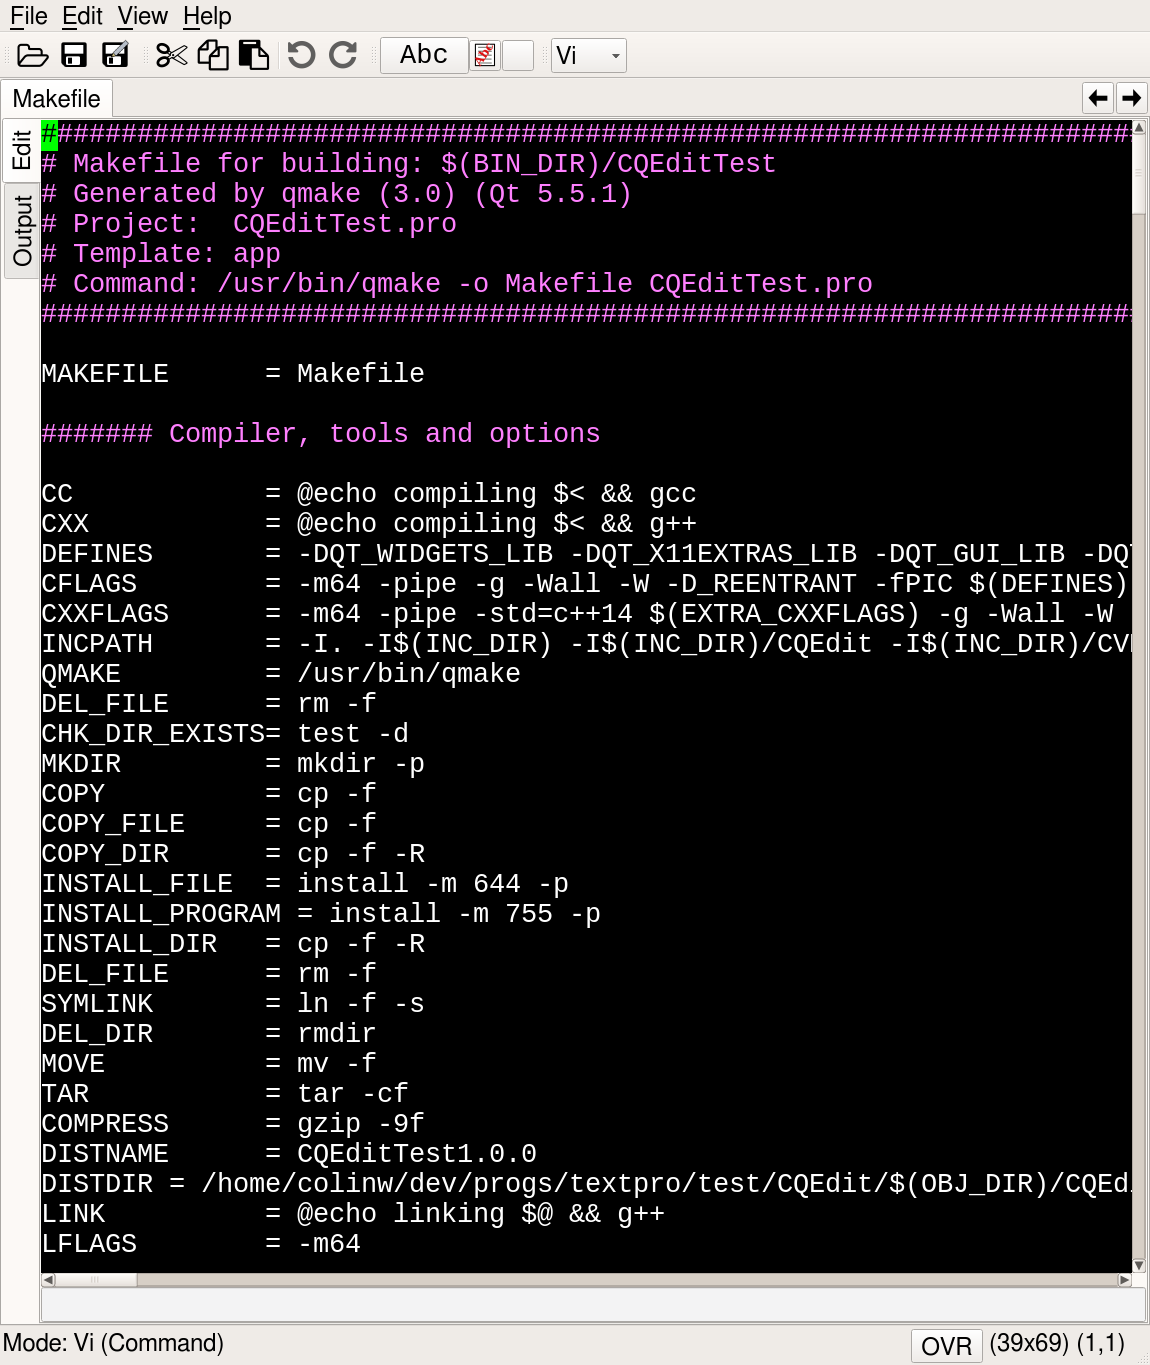 File Edit View Help
Abc Vi
Makefile
Edit
Output
####################################################################
# Makefile for building: $(BIN_DIR)/CQEditTest
# Generated by qmake (3.0) (Qt 5.5.1)
# Project:  CQEditTest.pro
# Template: app
# Command: /usr/bin/qmake -o Makefile CQEditTest.pro
####################################################################
MAKEFILE      = Makefile
####### Compiler, tools and options
CC            = @echo compiling $< && gcc
CXX           = @echo compiling $< && g++
DEFINES       = -DQT_WIDGETS_LIB -DQT_X11EXTRAS_LIB -DQT_GUI_LIB -DQT
CFLAGS        = -m64 -pipe -g -Wall -W -D_REENTRANT -fPIC $(DEFINES)
CXXFLAGS      = -m64 -pipe -std=c++14 $(EXTRA_CXXFLAGS) -g -Wall -W
INCPATH       = -I. -I$(INC_DIR) -I$(INC_DIR)/CQEdit -I$(INC_DIR)/CV
QMAKE         = /usr/bin/qmake
DEL_FILE      = rm -f
CHK_DIR_EXISTS= test -d
MKDIR         = mkdir -p
COPY          = cp -f
COPY_FILE     = cp -f
COPY_DIR      = cp -f -R
INSTALL_FILE  = install -m 644 -p
INSTALL_PROGRAM = install -m 755 -p
INSTALL_DIR   = cp -f -R
DEL_FILE      = rm -f
SYMLINK       = ln -f -s
DEL_DIR       = rmdir
MOVE          = mv -f
TAR           = tar -cf
COMPRESS      = gzip -9f
DISTNAME      = CQEditTest1.0.0
DISTDIR = /home/colinw/dev/progs/textpro/test/CQEdit/$(OBJ_DIR)/CQEd
LINK          = @echo linking $@ && g++
LFLAGS        = -m64
Mode: Vi (Command) OVR (39x69) (1,1)